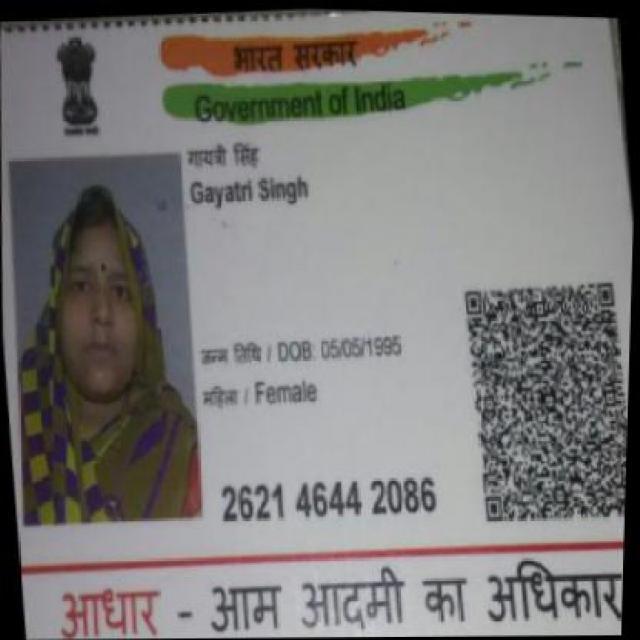 भारत सरकार
Government of India
गायत्री सिंह
Gayatri Singh
जन्म तिथि / DOB: 05/05/1995
महिला / Female
2621 4644 2086
आधार - आम आदमी का अधिकार